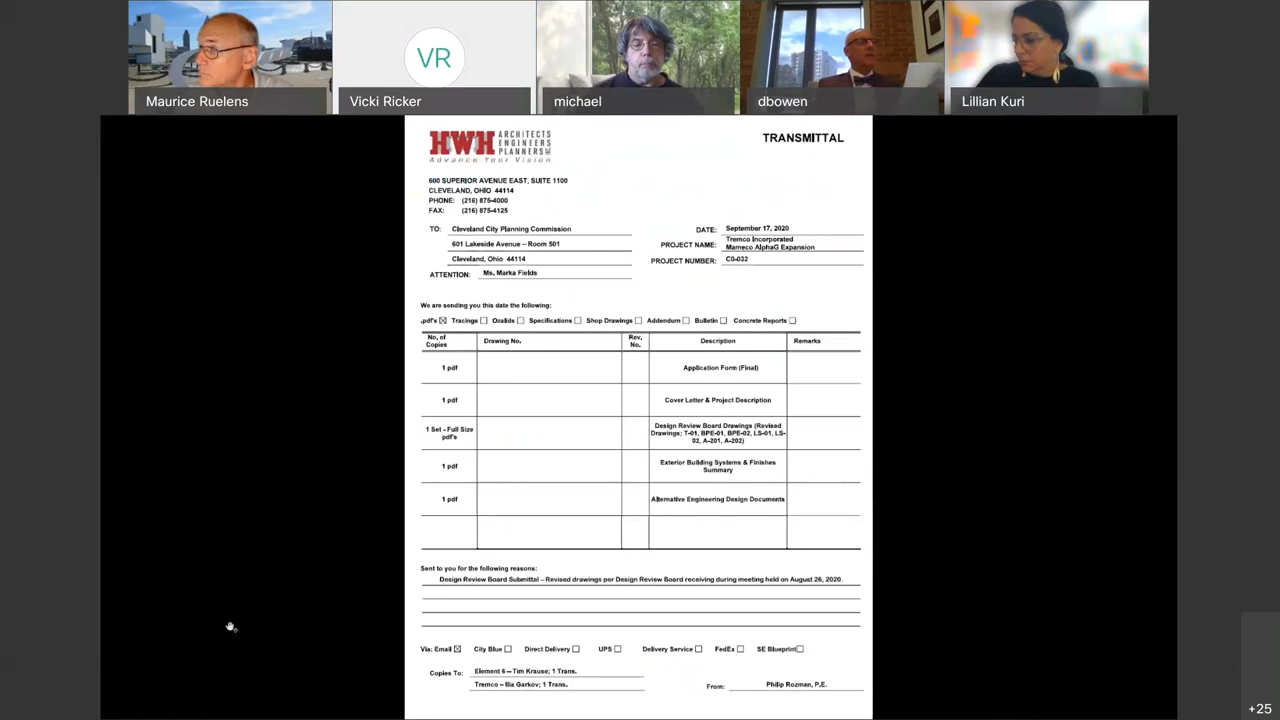 VR
Maurice Ruelens
Vicki Ricker
michael
dbowen
Lillian Kuri
HWH ARCHITECTS ENGINEERS PLANNERS INC
Advance Your Vision
TRANSMITTAL
600 SUPERIOR AVENUE EAST, SUITE 1100
CLEVELAND, OHIO 44114
PHONE: (216) 875-4000
FAX: (216) 875-4125
TO: Cleveland City Planning Commission
601 Lakeside Avenue – Room 501
Cleveland, Ohio 44114
ATTENTION: Ms. Marka Fields
DATE: September 17, 2020
PROJECT NAME: Tremco Incorporated
Mameco AlphaG Expansion
PROJECT NUMBER: C0-032
We are sending you this date the following:
.pdf's ☒ Tracings ☐ Ozalids ☐ Specifications ☐ Shop Drawings ☐ Addendum ☐ Bulletin ☐ Concrete Reports ☐
No. of Copies Drawing No. Rev. No. Description Remarks
1 pdf Application Form (Final)
1 pdf Cover Letter & Project Description
1 Set - Full Size pdf's Design Review Board Drawings (Revised Drawings; T-01, BPE-01, BPE-02, LS-01, LS-02, A-201, A-202)
1 pdf Exterior Building Systems & Finishes Summary
1 pdf Alternative Engineering Design Documents
Sent to you for the following reasons:
Design Review Board Submittal – Revised drawings per Design Review Board receiving during meeting held on August 26, 2020.
Via: Email ☒ City Blue ☐ Direct Delivery ☐ UPS ☐ Delivery Service ☐ FedEx ☐ SE Blueprint ☐
Copies To: Element 6 – Tim Krause; 1 Trans.
Tremco – Ilia Garkov; 1 Trans.
From: Philip Rozman, P.E.
+25